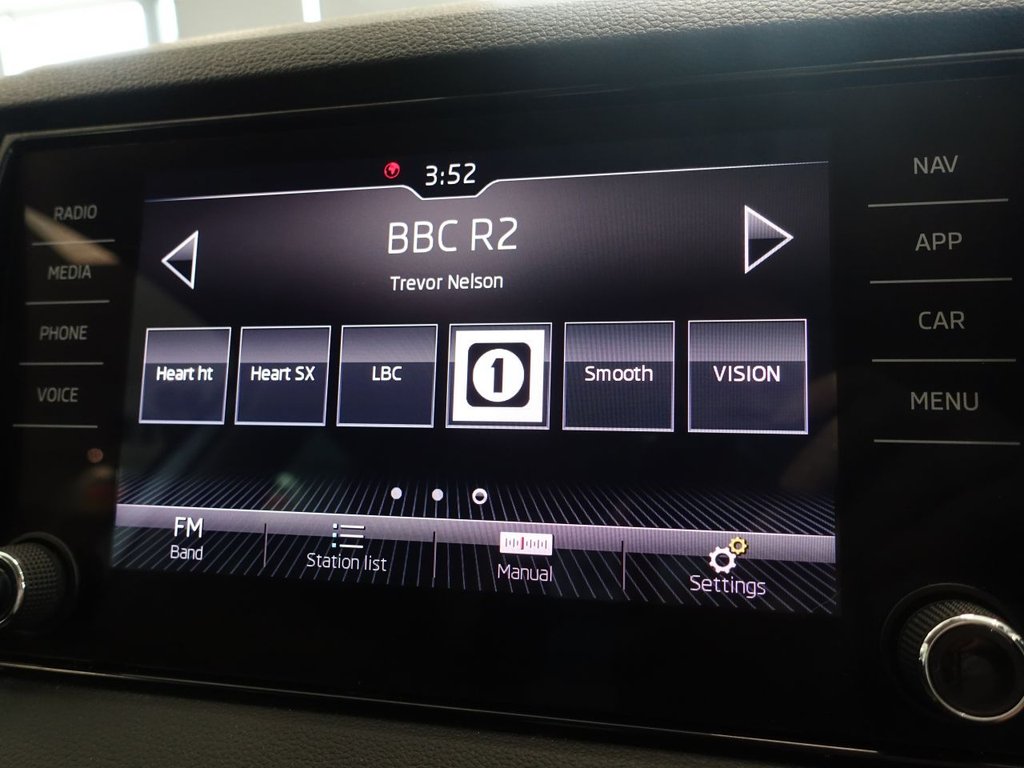 3:52
BBC R2
Trevor Nelson
RADIO
MEDIA
PHONE
VOICE
NAV
APP
CAR
MENU
Heart ht
Heart SX
LBC
1
Smooth
VISION
FM
Band
Station list
Manual
Settings